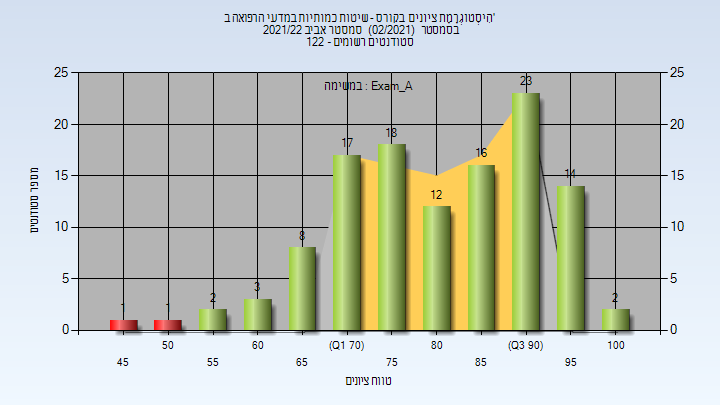 היסטוגרמת ציונים בקורס - שיטות כמותיות במדעי הרפואה ב'
בסמסטר (02/2021) סמסטר אביב 2021/22
סטודנטים רשומים - 122
במשימה : Exam_A
25 25
20 20
15 15
10 10
5 5
0 0
מספר סטודנטים
1 1 2 3 8 17 18 12 16 23 14 2
50 60 (Q1 70) 80 (Q3 90) 100
45 55 65 75 85 95
טווח ציונים